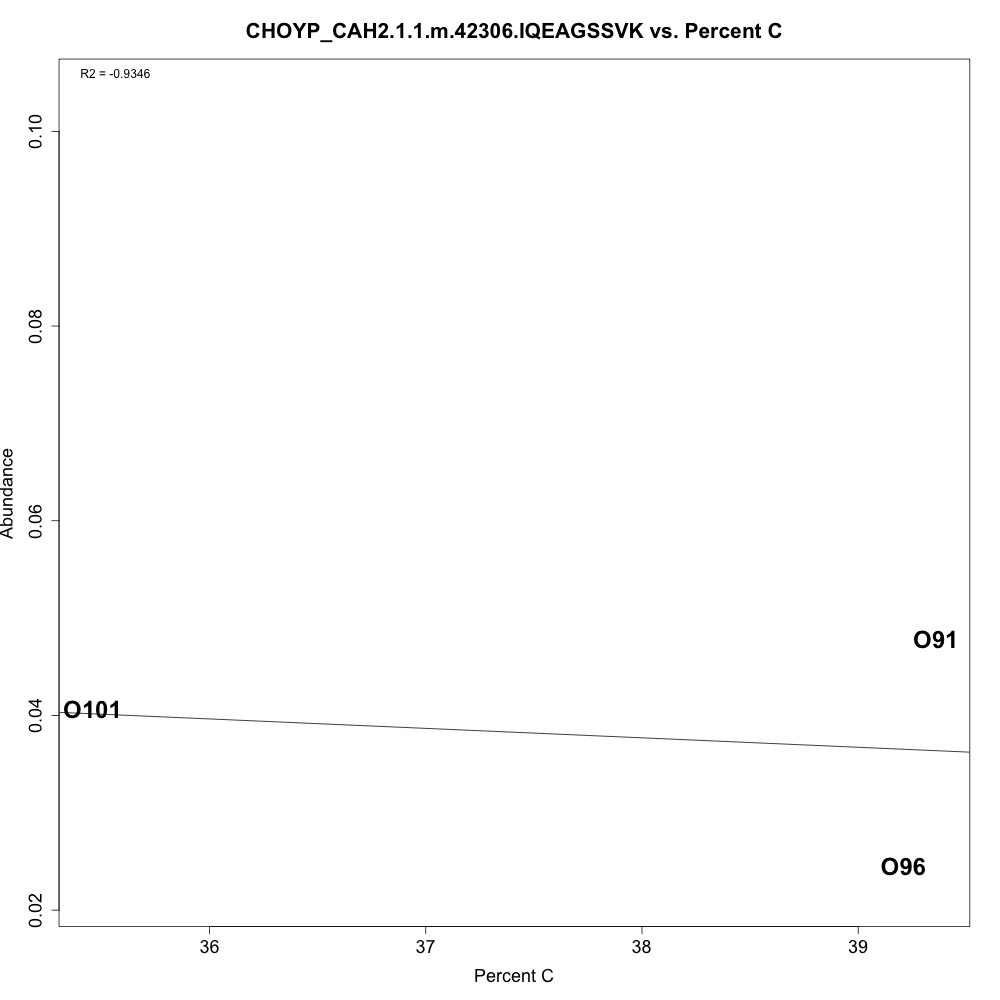 CHOYP_CAH2.1.1.m.42306.IQEAGSSVK vs. Percent C
R2 = -0.9346
0.10
0.08
0.06
0.04
0.02
Abundance
O91
O101
O96
36 37 38 39
Percent C